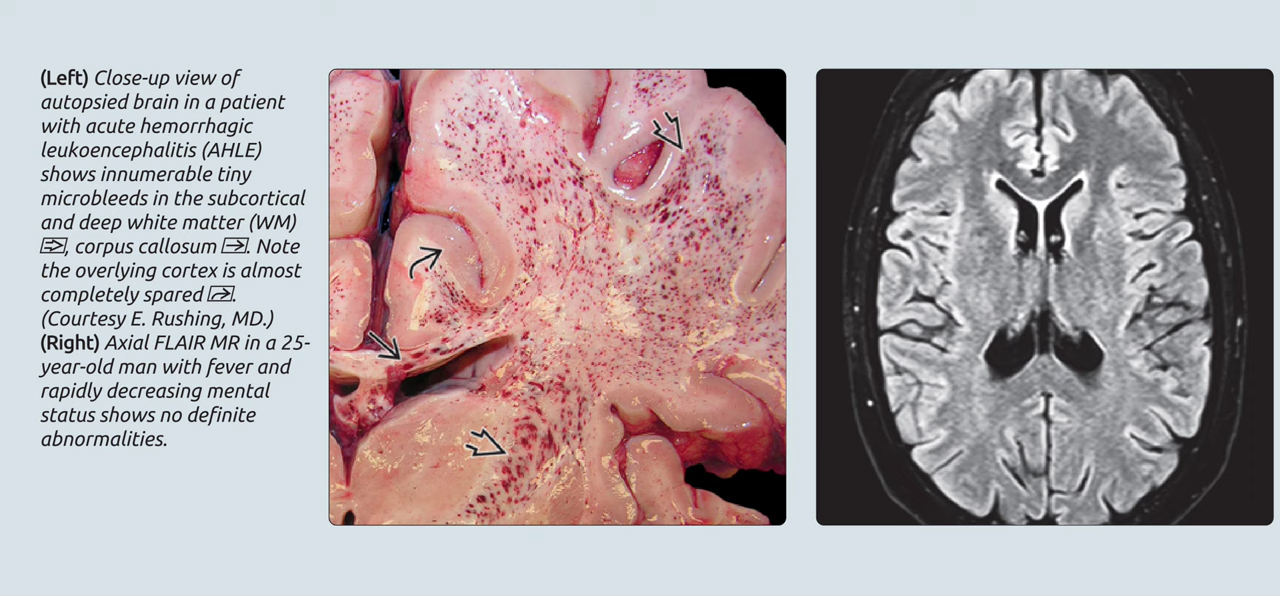 (Left) Close-up view of
autopsied brain in a patient
with acute hemorrhagic
leukoencephalitis (AHLE)
shows innumerable tiny
microbleeds in the subcortical
and deep white matter (WM)
, corpus callosum . Note
the overlying cortex is almost
completely spared .
(Courtesy E. Rushing, MD.)
(Right) Axial FLAIR MR in a 25-
year-old man with fever and
rapidly decreasing mental
status shows no definite
abnormalities.